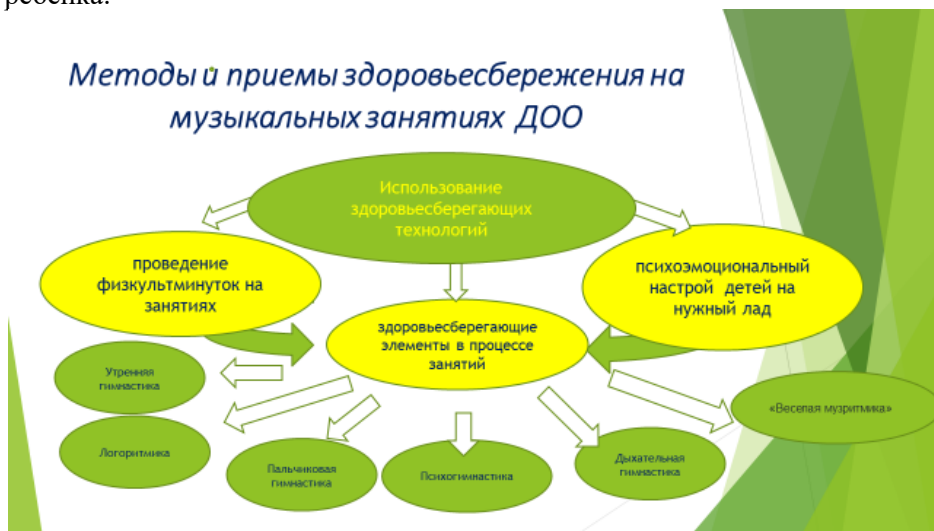 ребенка.
Методы и приемы здоровьесбережения на
музыкальных занятиях ДОО
Использование
здоровьесберегающих
технологий
проведение
физкультминуток на
занятиях
психоэмоциональный
настрой детей на
нужный лад
здоровьесберегающие
элементы в процессе
занятий
Утренняя
гимнастика
«Веселая музритмика»
Логоритмика
Пальчиковая
гимнастика
Психогимнастика
Дыхательная
гимнастика